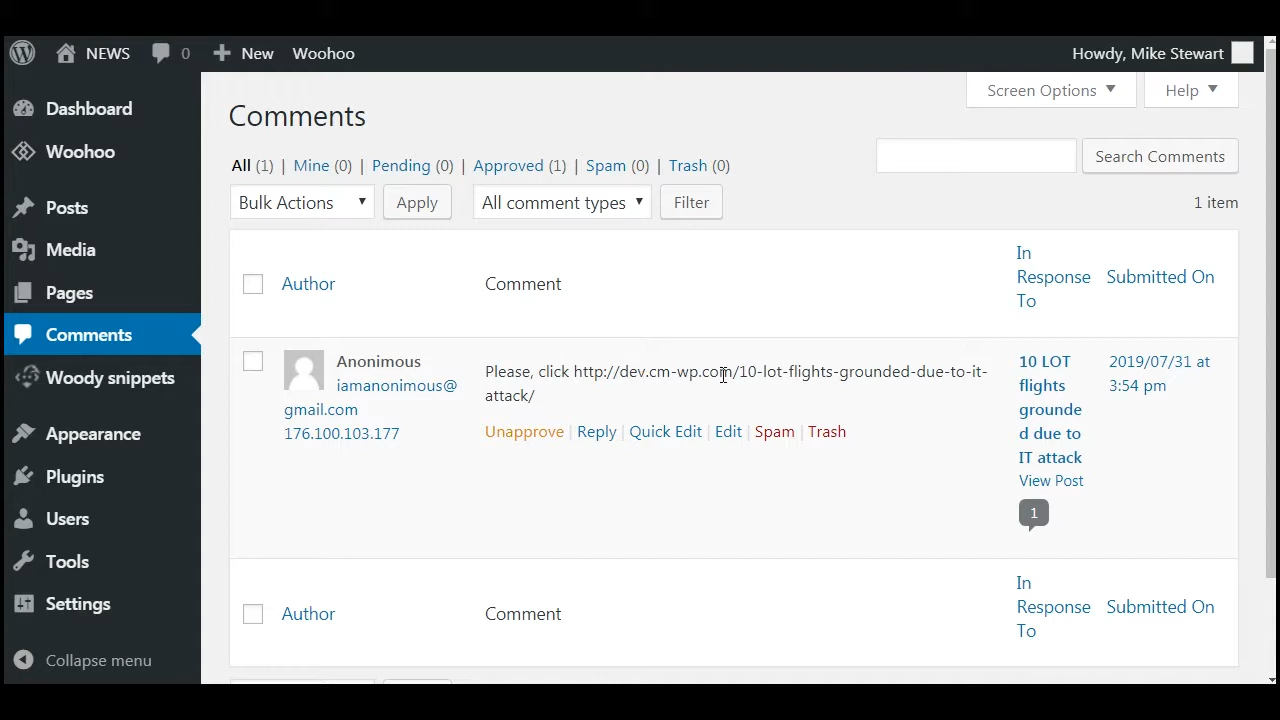 NEWS 0 New Woohoo Howdy, Mike Stewart
Dashboard
Woohoo
Posts
Media
Pages
Comments
Woody snippets
Appearance
Plugins
Users
Tools
Settings
Collapse menu
Screen Options Help
Comments
All (1) | Mine (0) | Pending (0) | Approved (1) | Spam (0) | Trash (0)
Search Comments
Bulk Actions Apply All comment types Filter 1 item
Author Comment In Response To Submitted On
Anonimous
iamanonimous@
gmail.com
176.100.103.177
Please, click http://dev.cm-wp.com/10-lot-flights-grounded-due-to-it-
attack/
Unapprove | Reply | Quick Edit | Edit | Spam | Trash
10 LOT
flights
grounde
d due to
IT attack
View Post
1
2019/07/31 at
3:54 pm
Author Comment In Response To Submitted On